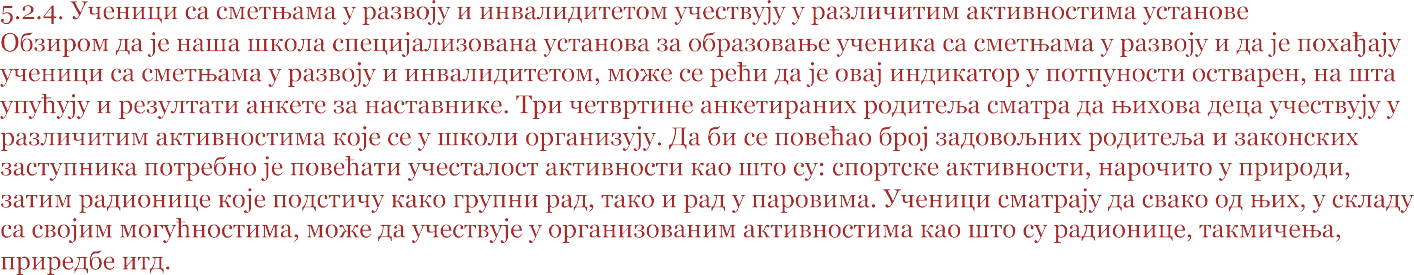 5.2.4. Ученици са сметњама у развоју и инвалидитетом учествују у различитим активностима установе
Обзиром да је наша школа специјализована установа за образовање ученика са сметњама у развоју и да је похађају
ученици са сметњама у развоју и инвалидитетом, може се рећи да је овај индикатор у потпуности остварен, на шта
упућују и резултати анкете за наставнике. Три четвртине анкетираних родитеља сматра да њихова деца учествују у
различитим активностима које се у школи организују. Да би се повећао број задовољних родитеља и законских
заступника потребно је повећати учесталост активности као што су: спортске активности, нарочито у природи,
затим радионице које подстичу како групни рад, тако и рад у паровима. Ученици сматрају да свако од њих, у складу
са својим могућностима, може да учествује у организованим активностима као што су радионице, такмичења,
приредбе итд.